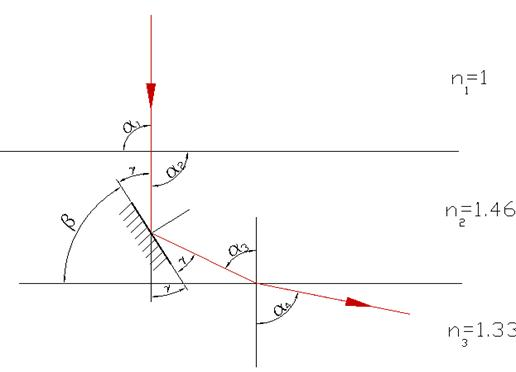 n₁=1
α₁
α₂
γ
β
n₂=1.46
α₃
γ
γ
α₄
n₃=1.33